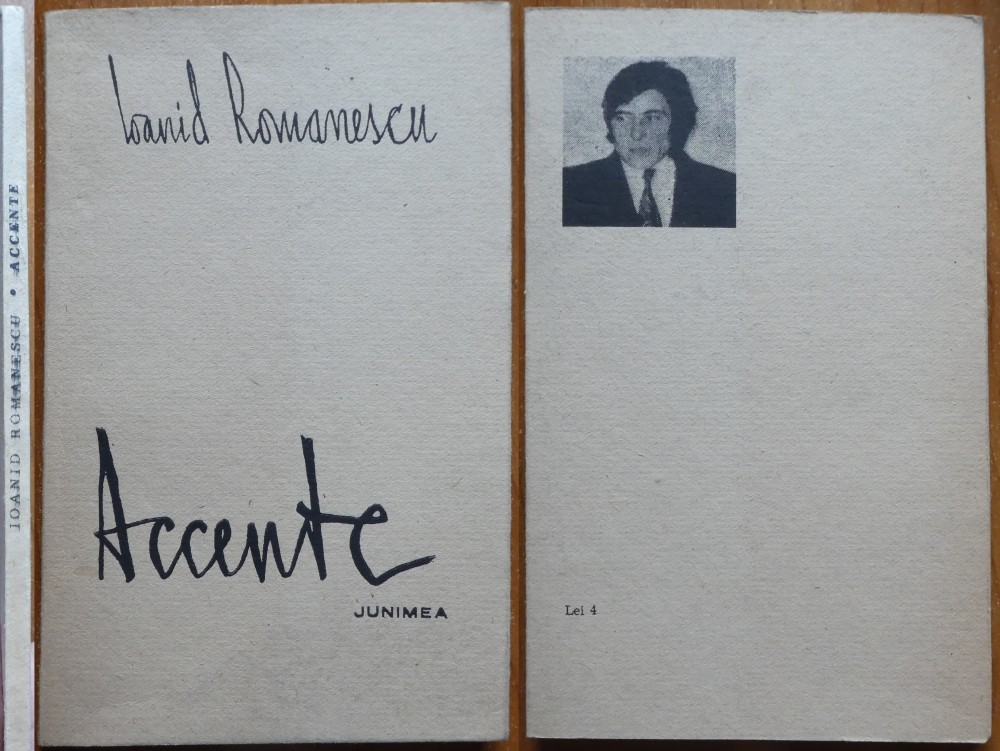 IOANID ROMANESCU • ACCENTE
Ioanid Romanescu
Accente
JUNIMEA
Lei 4